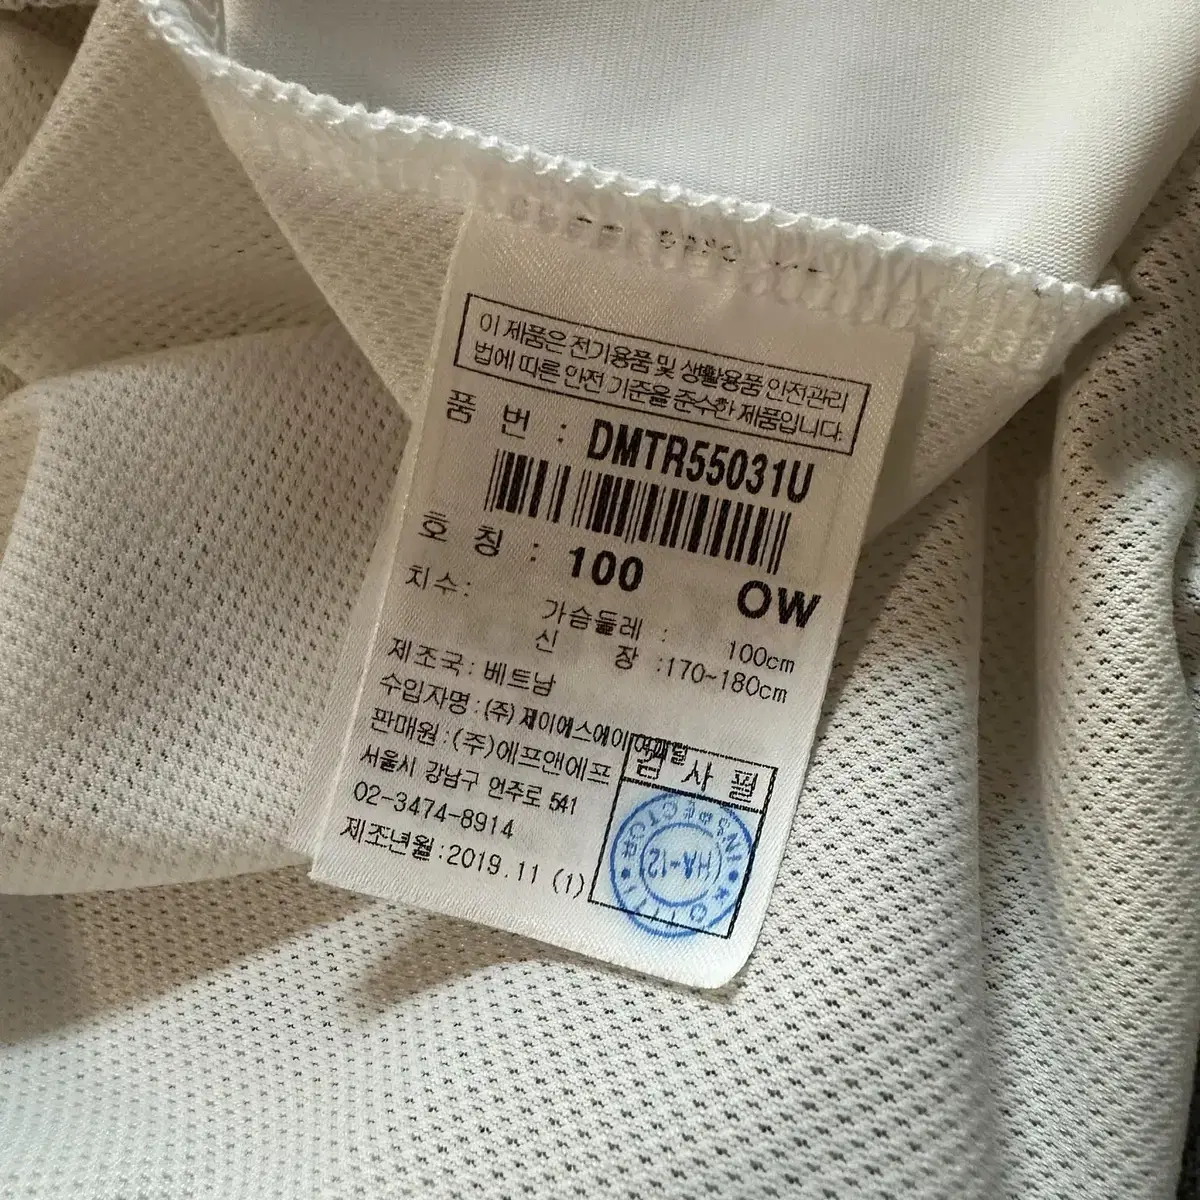 이 제품은 전기용품 및 생활용품 안전관리
법에 따른 안전 기준을 준수한 제품입니다.
품 번 : DMTR55031U
호 칭 : 100 OW
치수:
가슴둘레 : 100cm
신 장 :170~180cm
제조국: 베트남
수입자명:(주)제이에스에이어패럴
판매원:(주)에프앤에프
서울시 강남구 언주로 541
02-3474-8914
제조년월:2019.11 (1)
검 사 필
INSPECTOR
HA-12